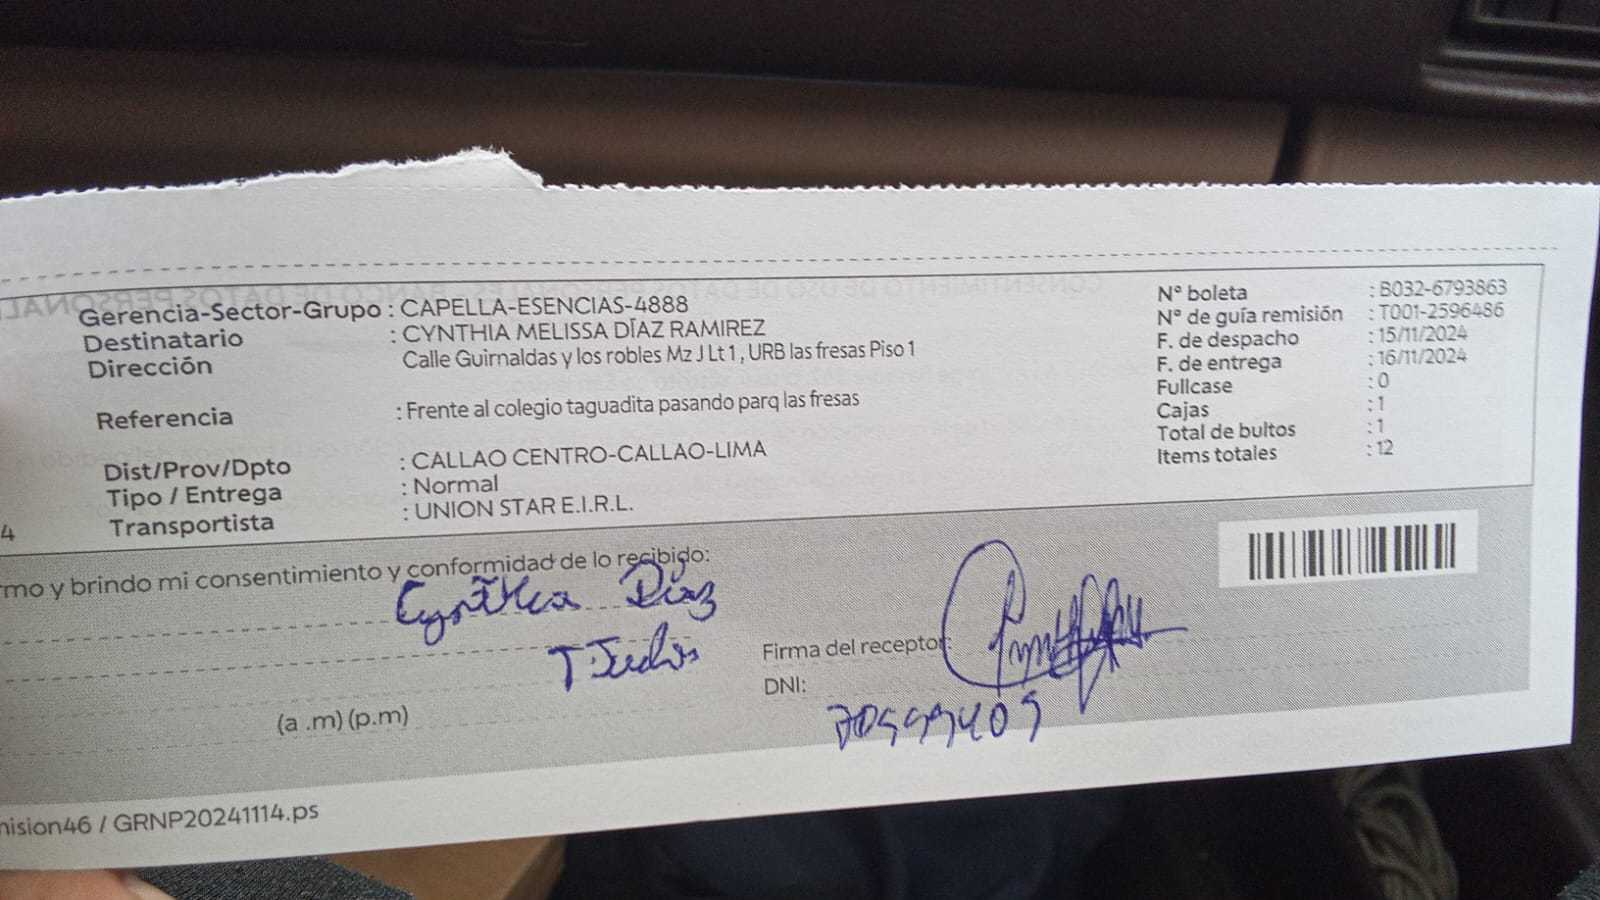 Gerencia-Sector-Grupo : CAPELLA-ESENCIAS-4888
Destinatario : CYNTHIA MELISSA DÍAZ RAMIREZ
Dirección Calle Guirnaldas y los robles Mz J Lt 1 , URB las fresas Piso 1
Referencia : Frente al colegio taguadita pasando parq las fresas
Dist/Prov/Dpto : CALLAO CENTRO-CALLAO-LIMA
Tipo / Entrega : Normal
Transportista : UNION STAR E.I.R.L.
N° boleta : B032-6793863
N° de guía remisión : T001-2596486
F. de despacho : 15/11/2024
F. de entrega : 16/11/2024
Fullcase : 0
Cajas : 1
Total de bultos : 1
Items totales : 12
4
rmo y brindo mi consentimiento y conformidad de lo recibido:
Cynthia Díaz
Firma del receptor:
DNI:
(a .m) (p.m)
nision46 / GRNP20241114.ps